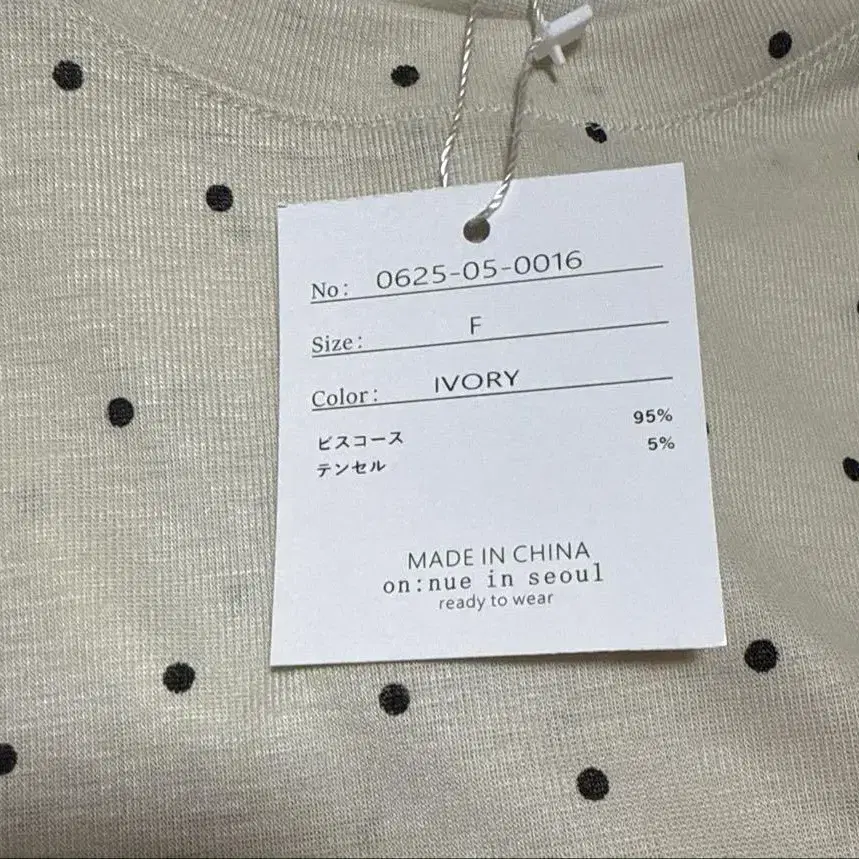 No: 0625-05-0016
Size: F
Color: IVORY
ビスコース 95%
テンセル 5%
MADE IN CHINA
on:nue in seoul
ready to wear